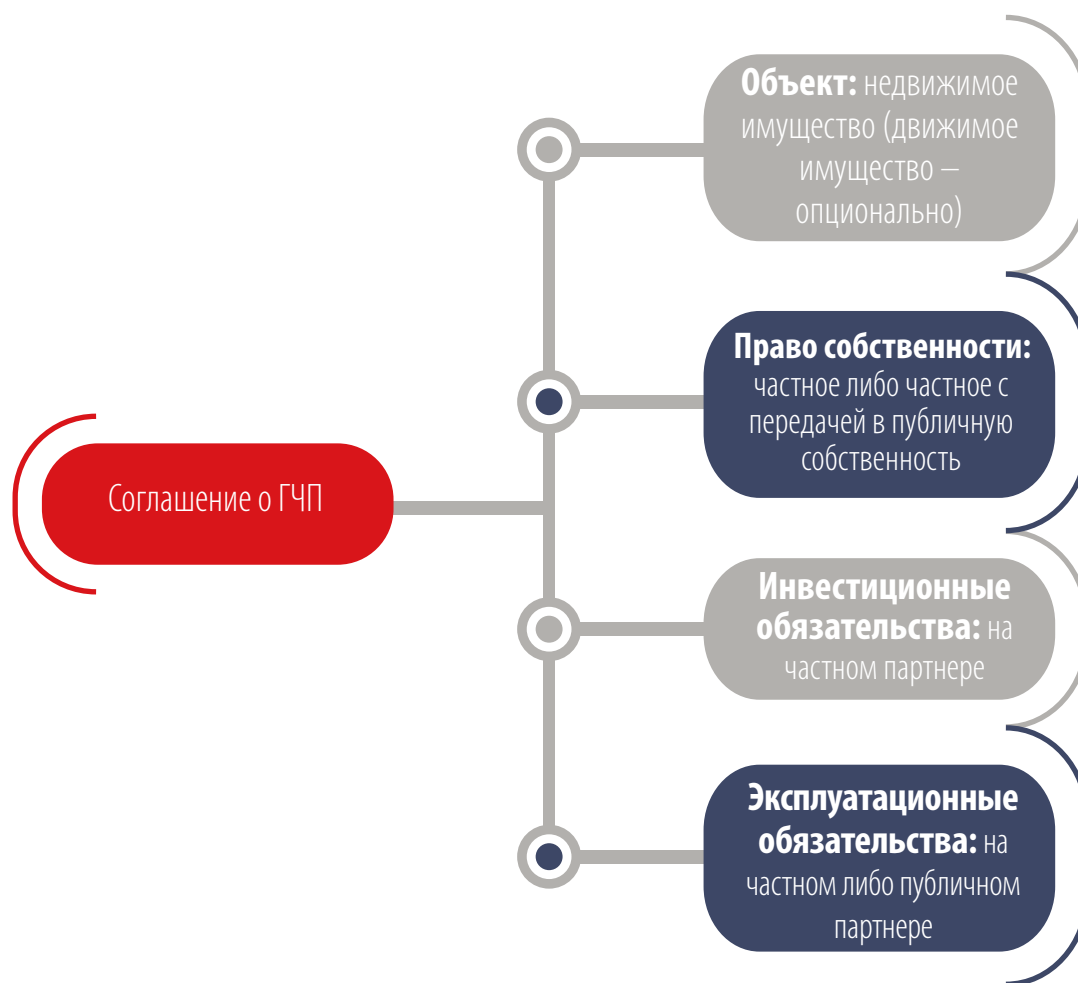 Объект: недвижимое
имущество (движимое
имущество –
опционально)
Право собственности:
частное либо частное с
передачей в публичную
собственность
Соглашение о ГЧП
Инвестиционные
обязательства: на
частном партнере
Эксплуатационные
обязательства: на
частном либо публичном
партнере